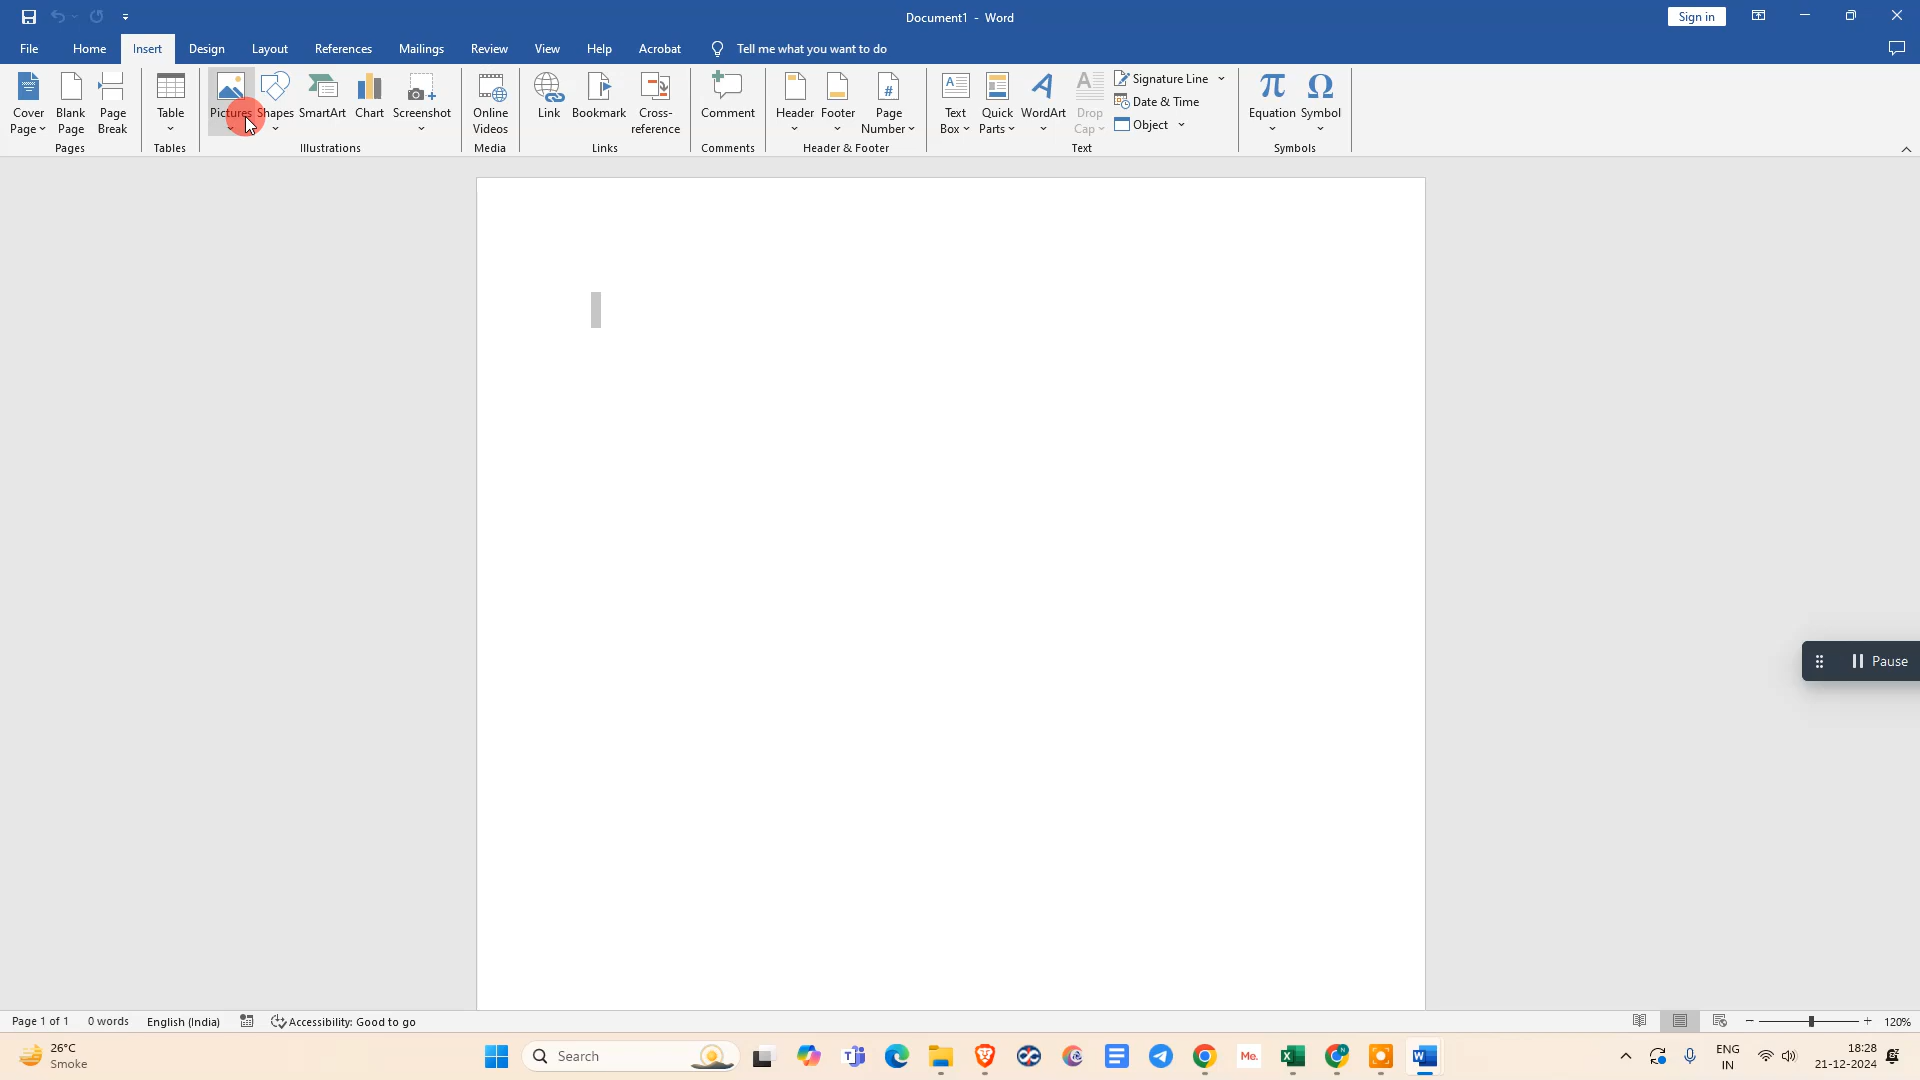 Document1 - Word
Sign in
File Home Insert Design Layout References Mailings Review View Help Acrobat Tell me what you want to do
Cover Page
Blank Page
Page Break
Pages
Table
Tables
Pictures
Shapes
SmartArt
Chart
Screenshot
Illustrations
Online Videos
Media
Link
Bookmark
Cross-reference
Links
Comment
Comments
Header
Footer
Page Number
Header & Footer
Text Box
Quick Parts
WordArt
Drop Cap
Signature Line
Date & Time
Object
Text
Equation
Symbol
Symbols
Pause
Page 1 of 1 0 words English (India) Accessibility: Good to go 120%
26°C
Smoke
Search
Me.
ENG
IN
18:28
21-12-2024